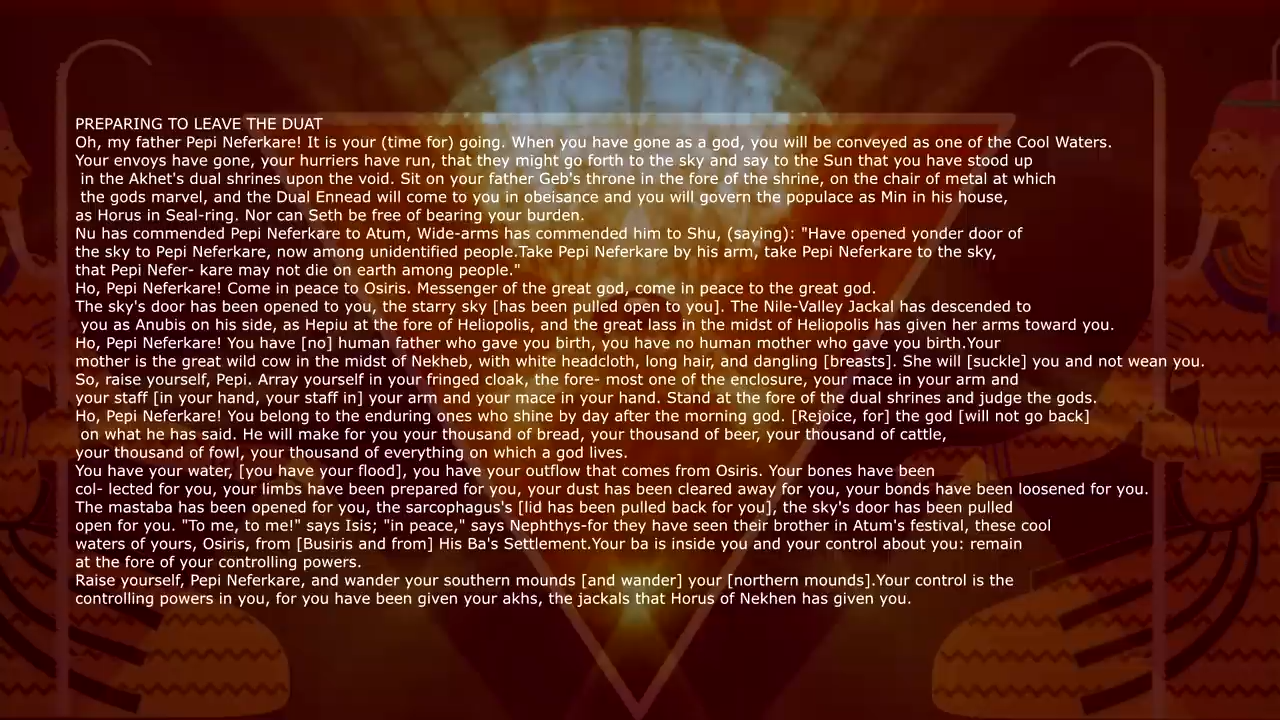 PREPARING TO LEAVE THE DUAT
Oh, my father Pepi Neferkare! It is your (time for) going. When you have gone as a god, you will be conveyed as one of the Cool Waters.
Your envoys have gone, your hurriers have run, that they might go forth to the sky and say to the Sun that you have stood up
in the Akhet's dual shrines upon the void. Sit on your father Geb's throne in the fore of the shrine, on the chair of metal at which
the gods marvel, and the Dual Ennead will come to you in obeisance and you will govern the populace as Min in his house,
as Horus in Seal-ring. Nor can Seth be free of bearing your burden.
Nu has commended Pepi Neferkare to Atum, Wide-arms has commended him to Shu, (saying): "Have opened yonder door of
the sky to Pepi Neferkare, now among unidentified people.Take Pepi Neferkare by his arm, take Pepi Neferkare to the sky,
that Pepi Nefer- kare may not die on earth among people."
Ho, Pepi Neferkare! Come in peace to Osiris. Messenger of the great god, come in peace to the great god.
The sky's door has been opened to you, the starry sky [has been pulled open to you]. The Nile-Valley Jackal has descended to
you as Anubis on his side, as Hepiu at the fore of Heliopolis, and the great lass in the midst of Heliopolis has given her arms toward you.
Ho, Pepi Neferkare! You have [no] human father who gave you birth, you have no human mother who gave you birth.Your
mother is the great wild cow in the midst of Nekheb, with white headcloth, long hair, and dangling [breasts]. She will [suckle] you and not wean you.
So, raise yourself, Pepi. Array yourself in your fringed cloak, the fore- most one of the enclosure, your mace in your arm and
your staff [in your hand, your staff in] your arm and your mace in your hand. Stand at the fore of the dual shrines and judge the gods.
Ho, Pepi Neferkare! You belong to the enduring ones who shine by day after the morning god. [Rejoice, for] the god [will not go back]
on what he has said. He will make for you your thousand of bread, your thousand of beer, your thousand of cattle,
your thousand of fowl, your thousand of everything on which a god lives.
You have your water, [you have your flood], you have your outflow that comes from Osiris. Your bones have been
col- lected for you, your limbs have been prepared for you, your dust has been cleared away for you, your bonds have been loosened for you.
The mastaba has been opened for you, the sarcophagus's [lid has been pulled back for you], the sky's door has been pulled
open for you. "To me, to me!" says Isis; "in peace," says Nephthys-for they have seen their brother in Atum's festival, these cool
waters of yours, Osiris, from [Busiris and from] His Ba's Settlement.Your ba is inside you and your control about you: remain
at the fore of your controlling powers.
Raise yourself, Pepi Neferkare, and wander your southern mounds [and wander] your [northern mounds].Your control is the
controlling powers in you, for you have been given your akhs, the jackals that Horus of Nekhen has given you.